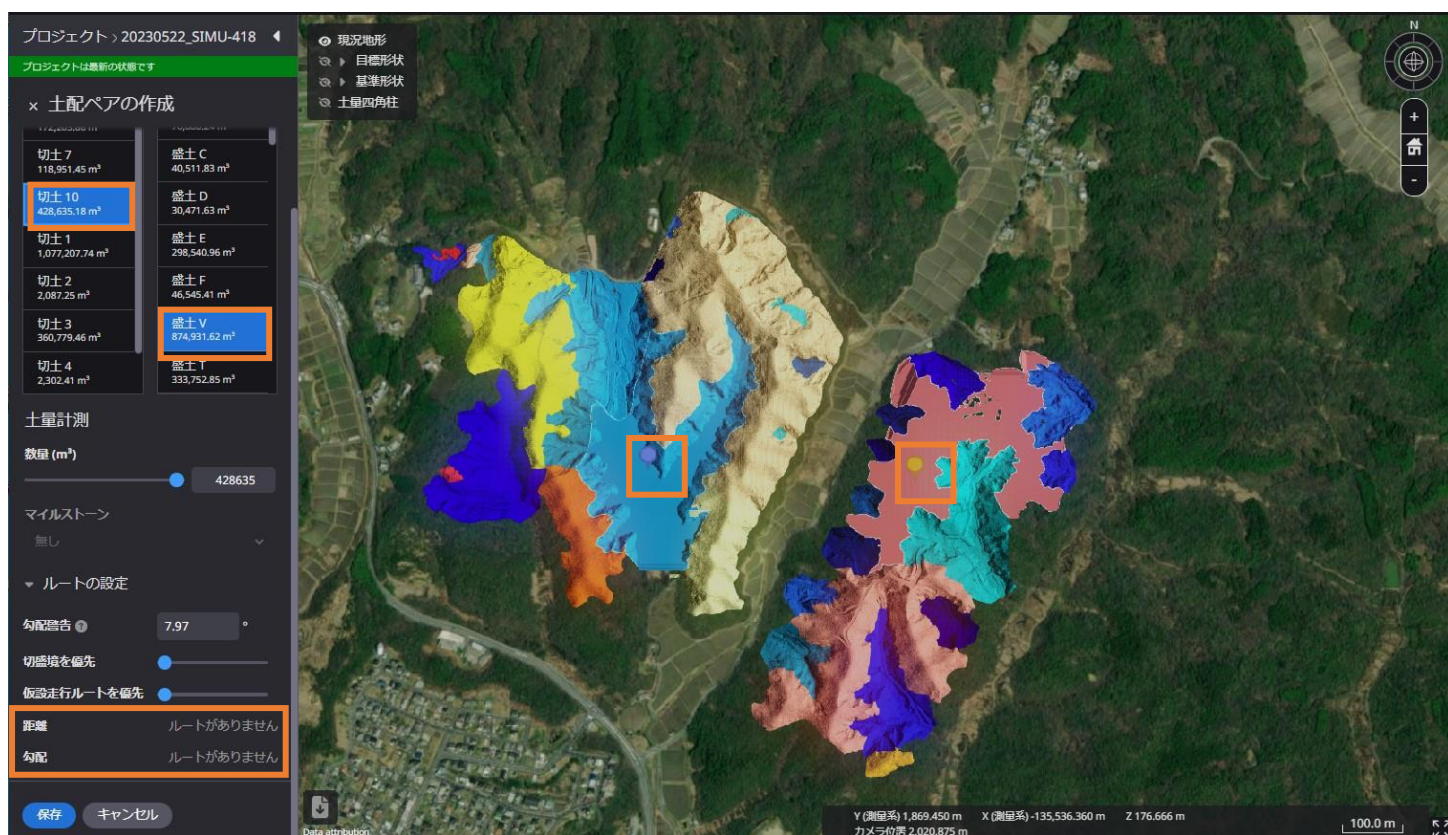 プロジェクト › 20230522_SIMU-418
プロジェクトは最新の状態です
× 土配ペアの作成
切土 7
118,951.45 m³
切土 10
428,635.18 m³
切土 1
1,077,207.74 m³
切土 2
2,087.25 m³
切土 3
360,779.46 m³
切土 4
2,302.41 m³
盛土 C
40,511.83 m³
盛土 D
30,471.63 m³
盛土 E
298,540.96 m³
盛土 F
46,545.41 m³
盛土 V
874,931.62 m³
盛土 T
333,752.85 m³
土量計測
数量 (m³)
428635
マイルストーン
無し
ルートの設定
勾配警告 ?
7.97 °
切盛境を優先
仮設走行ルートを優先
距離 ルートがありません
勾配 ルートがありません
保存 キャンセル
現況地形
目標形状
基準形状
土量四角柱
N
+
-
Data attribution
Y (測量系) 1,869.450 m X (測量系) -135,536.360 m Z 176.666 m
カメラ位置 2,020.875 m
100.0 m